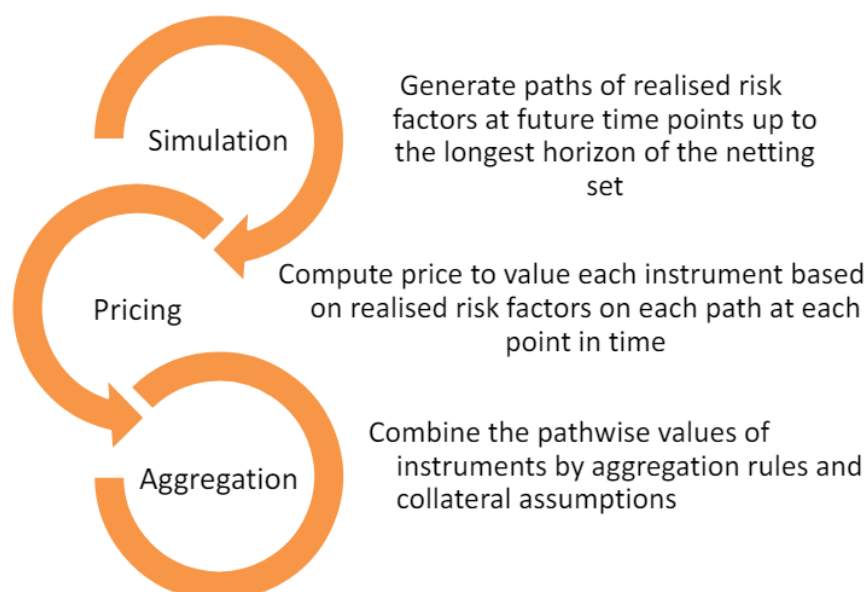 Simulation
Generate paths of realised risk
factors at future time points up to
the longest horizon of the netting
set
Pricing
Compute price to value each instrument based
on realised risk factors on each path at each
point in time
Aggregation
Combine the pathwise values of
instruments by aggregation rules and
collateral assumptions